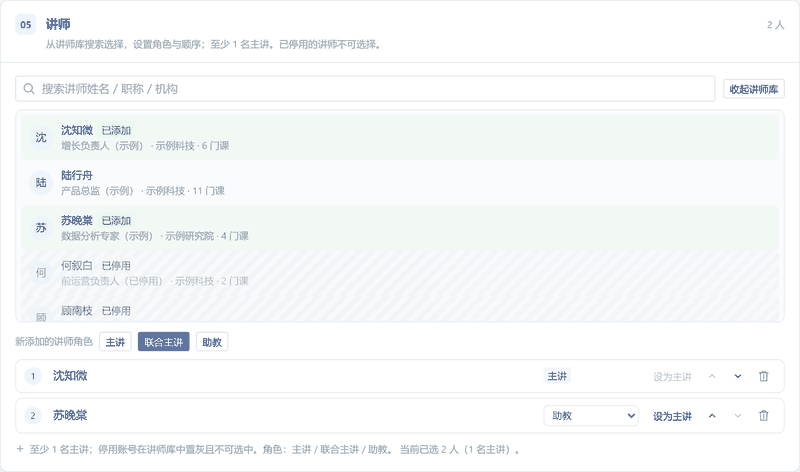 05 讲师 2 人
从讲师库搜索选择，设置角色与顺序；至少 1 名主讲。已停用的讲师不可选择。
搜索讲师姓名 / 职称 / 机构 收起讲师库
沈 沈知微 已添加
增长负责人（示例） · 示例科技 · 6 门课
陆 陆行舟
产品总监（示例） · 示例科技 · 11 门课
苏 苏晚棠 已添加
数据分析专家（示例） · 示例研究院 · 4 门课
何 何叙白 已停用
前运营负责人（已停用） · 示例科技 · 2 门课
顾 顾南枝 已停用
新添加的讲师角色 主讲 联合主讲 助教
1 沈知微 主讲 设为主讲
2 苏晚棠 助教 设为主讲
+ 至少 1 名主讲；停用账号在讲师库中置灰且不可选中。角色：主讲 / 联合主讲 / 助教。 当前已选 2 人（1 名主讲）。